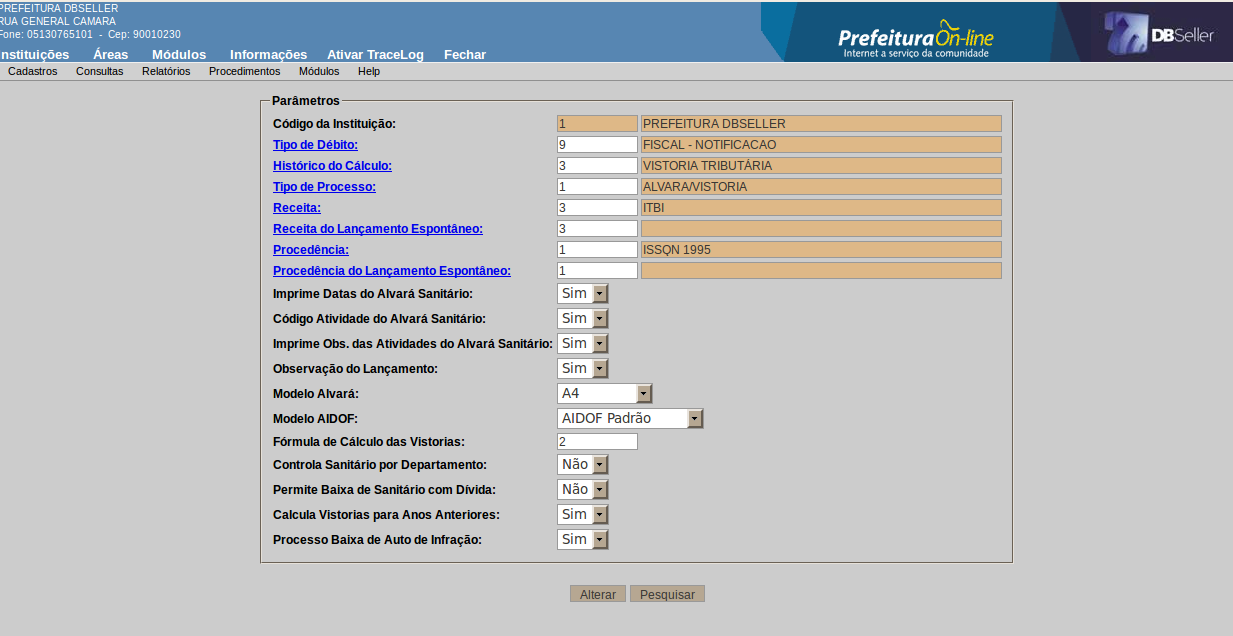 PREFEITURA DBSELLER
RUA GENERAL CAMARA
Fone: 05130765101 - Cep: 90010230
nstituições Áreas Módulos Informações Ativar TraceLog Fechar
Prefeitura On-line
Internet a serviço da comunidade
DBSeller
Cadastros Consultas Relatórios Procedimentos Módulos Help
Parâmetros
Código da Instituição: 1 PREFEITURA DBSELLER
Tipo de Débito: 9 FISCAL - NOTIFICACAO
Histórico do Cálculo: 3 VISTORIA TRIBUTÁRIA
Tipo de Processo: 1 ALVARA/VISTORIA
Receita: 3 ITBI
Receita do Lançamento Espontâneo: 3
Procedência: 1 ISSQN 1995
Procedência do Lançamento Espontâneo: 1
Imprime Datas do Alvará Sanitário: Sim
Código Atividade do Alvará Sanitário: Sim
Imprime Obs. das Atividades do Alvará Sanitário: Sim
Observação do Lançamento: Sim
Modelo Alvará: A4
Modelo AIDOF: AIDOF Padrão
Fórmula de Cálculo das Vistorias: 2
Controla Sanitário por Departamento: Não
Permite Baixa de Sanitário com Dívida: Não
Calcula Vistorias para Anos Anteriores: Sim
Processo Baixa de Auto de Infração: Sim
Alterar Pesquisar